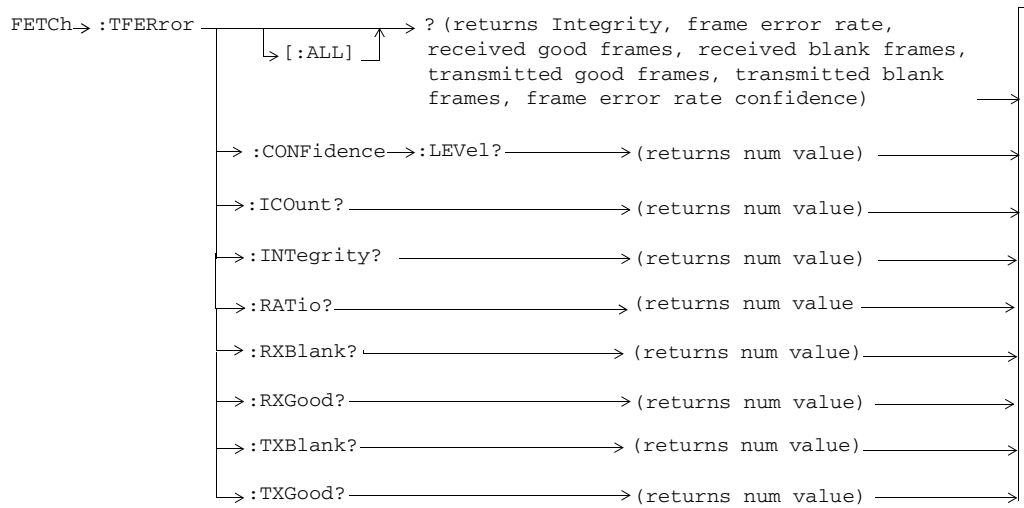 FETCh :TFERror ? (returns Integrity, frame error rate,
[:ALL] received good frames, received blank frames,
transmitted good frames, transmitted blank
frames, frame error rate confidence)
:CONFidence :LEVel? (returns num value)
:ICOunt? (returns num value)
:INTegrity? (returns num value)
:RATio? (returns num value
:RXBlank? (returns num value)
:RXGood? (returns num value)
:TXBlank? (returns num value)
:TXGood? (returns num value)